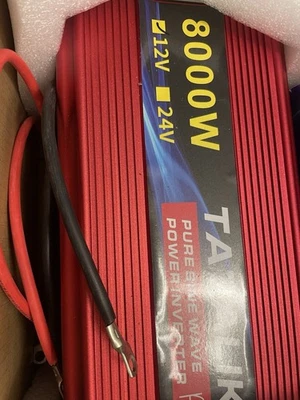 8000W
12V
24V
PURE SINE WAVE
POWER INVERTER